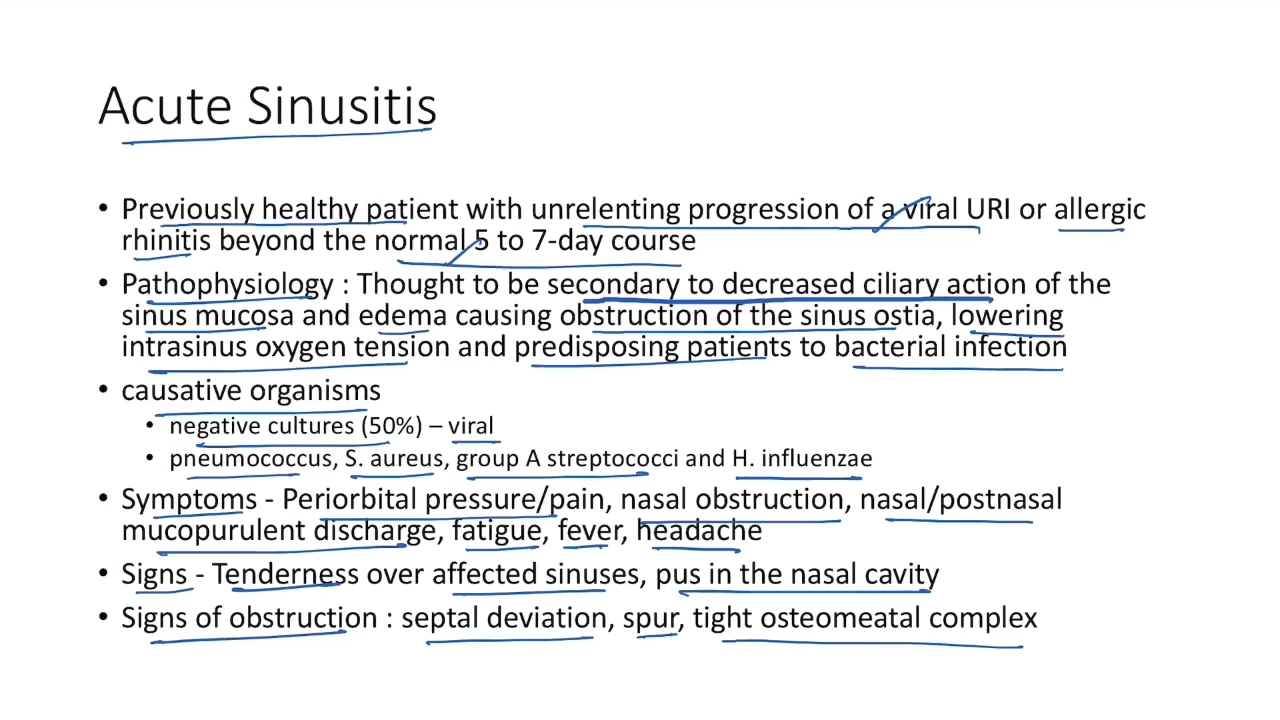 Acute Sinusitis
• Previously healthy patient with unrelenting progression of a viral URI or allergic
rhinitis beyond the normal 5 to 7-day course
• Pathophysiology : Thought to be secondary to decreased ciliary action of the
sinus mucosa and edema causing obstruction of the sinus ostia, lowering
intrasinus oxygen tension and predisposing patients to bacterial infection
• causative organisms
• negative cultures (50%) – viral
• pneumococcus, S. aureus, group A streptococci and H. influenzae
• Symptoms - Periorbital pressure/pain, nasal obstruction, nasal/postnasal
mucopurulent discharge, fatigue, fever, headache
• Signs - Tenderness over affected sinuses, pus in the nasal cavity
• Signs of obstruction : septal deviation, spur, tight osteomeatal complex